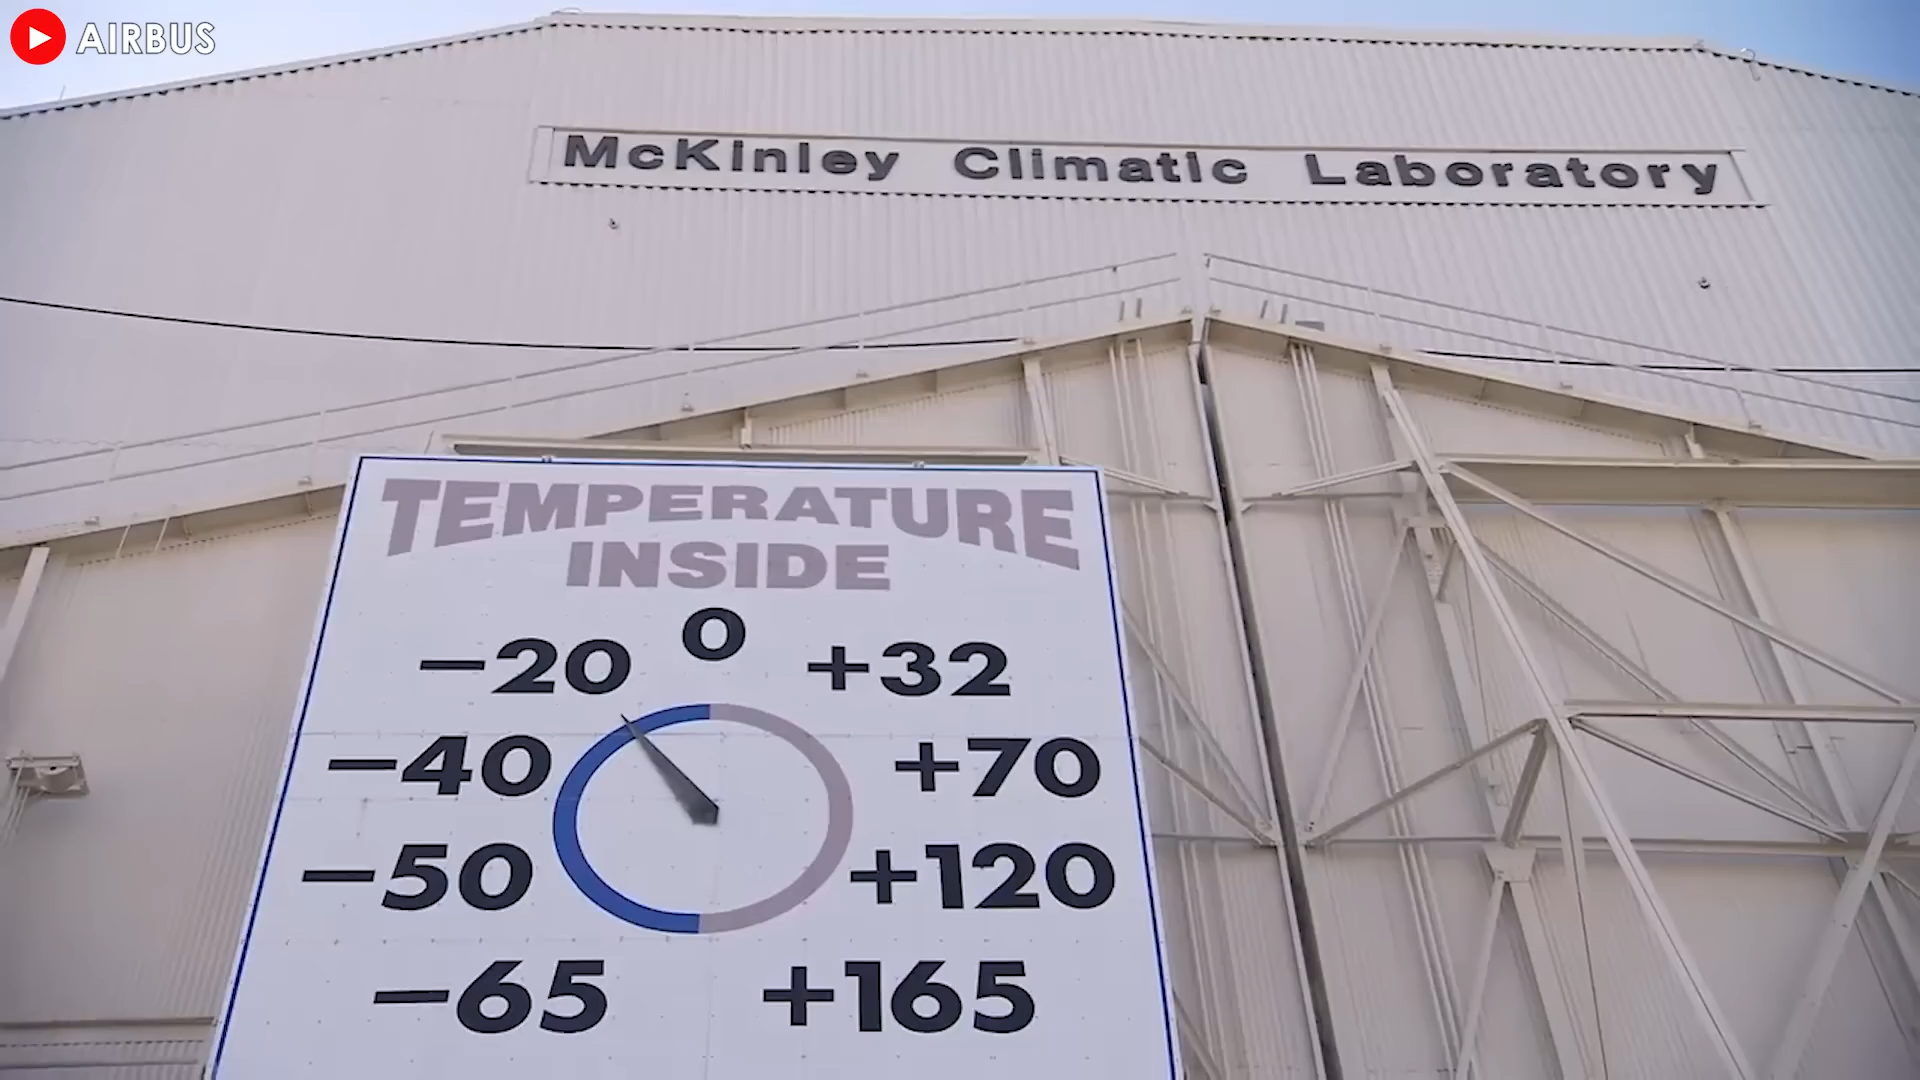 AIRBUS
McKinley Climatic Laboratory
TEMPERATURE
INSIDE
0
−20 +32
−40 +70
−50 +120
−65 +165